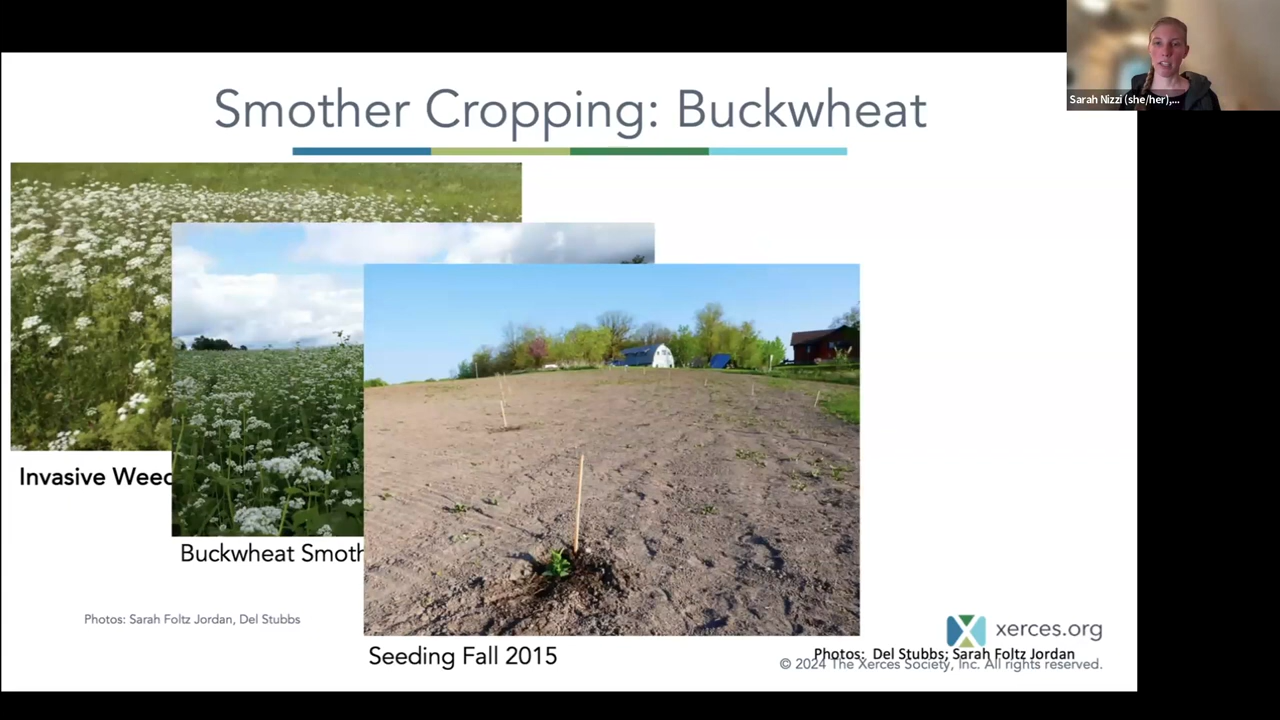 Sarah Nizzi (she/her),...
Smother Cropping: Buckwheat
Invasive Weed
Buckwheat Smoth
Photos: Sarah Foltz Jordan, Del Stubbs
Seeding Fall 2015
xerces.org
Photos: Del Stubbs; Sarah Foltz Jordan
© 2024 The Xerces Society, Inc. All rights reserved.